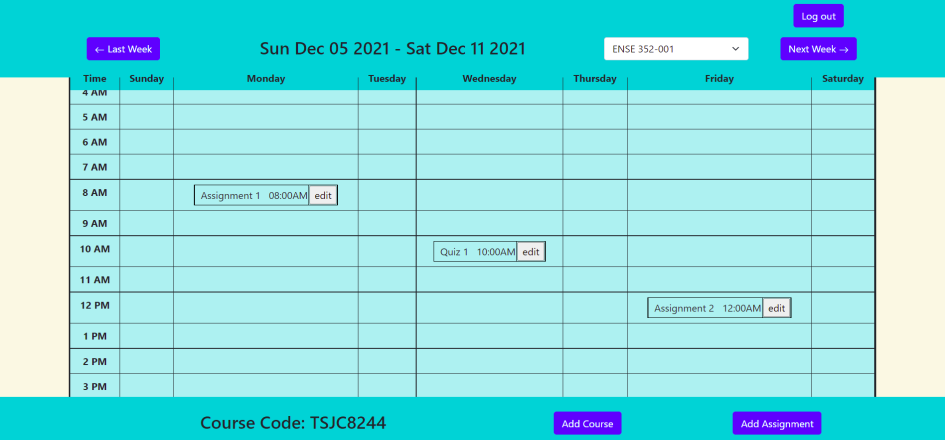 Log out
← Last Week
Sun Dec 05 2021 - Sat Dec 11 2021
ENSE 352-001
Next Week →
Time Sunday Monday Tuesday Wednesday Thursday Friday Saturday
4 AM
5 AM
6 AM
7 AM
8 AM Assignment 1 08:00AM edit
9 AM
10 AM Quiz 1 10:00AM edit
11 AM
12 PM Assignment 2 12:00AM edit
1 PM
2 PM
3 PM
Course Code: TSJC8244 Add Course Add Assignment